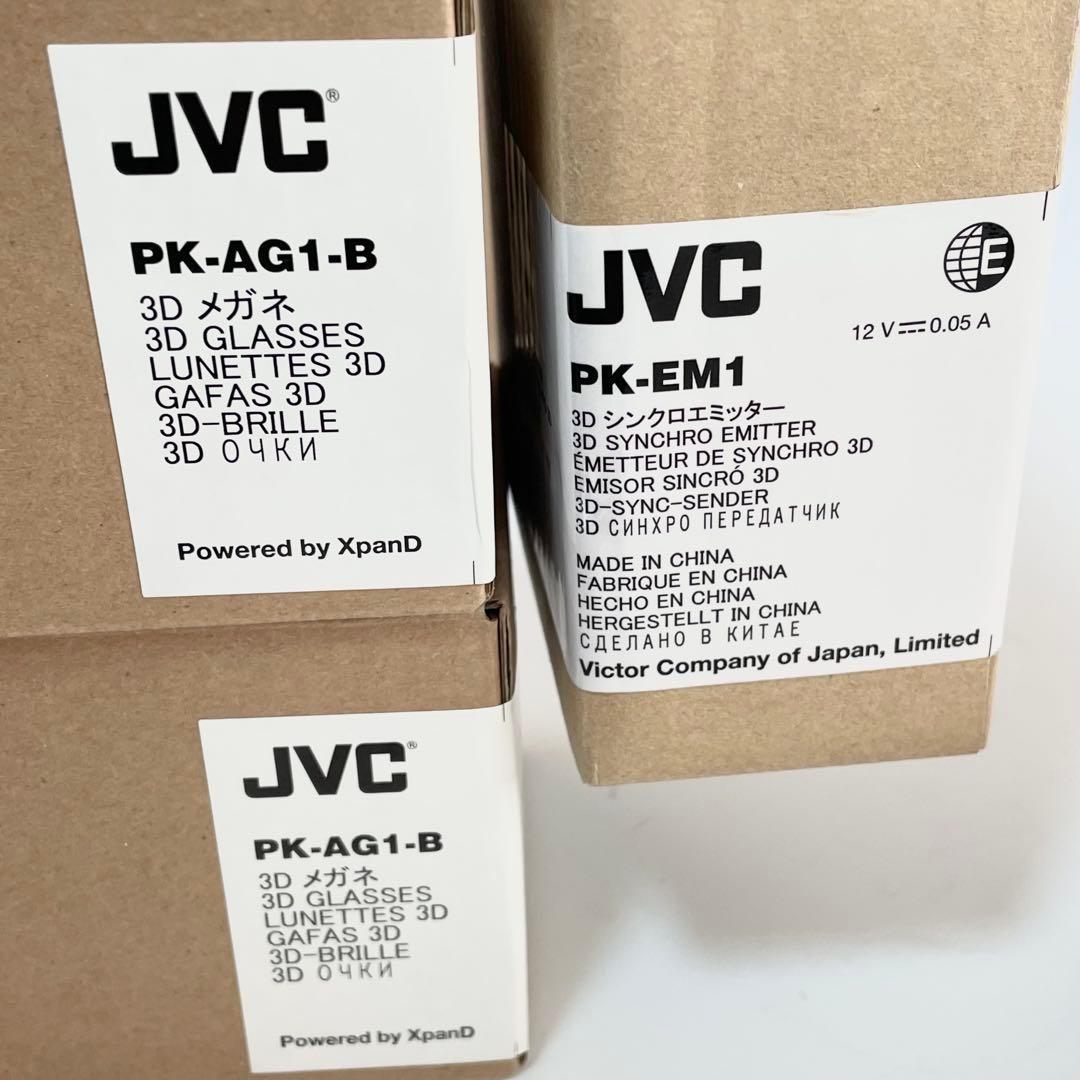 JVC®
PK-AG1-B
3D メガネ
3D GLASSES
LUNETTES 3D
GAFAS 3D
3D-BRILLE
3D ОЧКИ
Powered by XpanD
JVC
E
12 V⎓0.05 A
PK-EM1
3D シンクロエミッター
3D SYNCHRO EMITTER
ÉMETTEUR DE SYNCHRO 3D
EMISOR SINCRÓ 3D
3D-SYNC-SENDER
3D СИНХРО ПЕРЕДАТЧИК
MADE IN CHINA
FABRIQUE EN CHINA
HECHO EN CHINA
HERGESTELLT IN CHINA
СДЕЛАНО В КИТАЕ
Victor Company of Japan, Limited
JVC®
PK-AG1-B
3D メガネ
3D GLASSES
LUNETTES 3D
GAFAS 3D
3D-BRILLE
3D ОЧКИ
Powered by XpanD